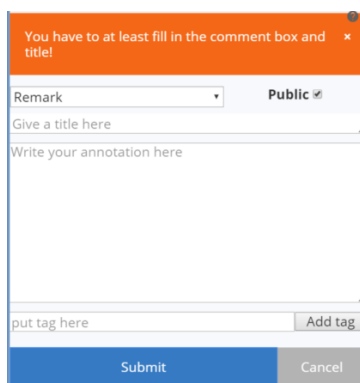 ?
You have to at least fill in the comment box and ×
title!
Remark Public
Give a title here
Write your annotation here
put tag here Add tag
Submit Cancel